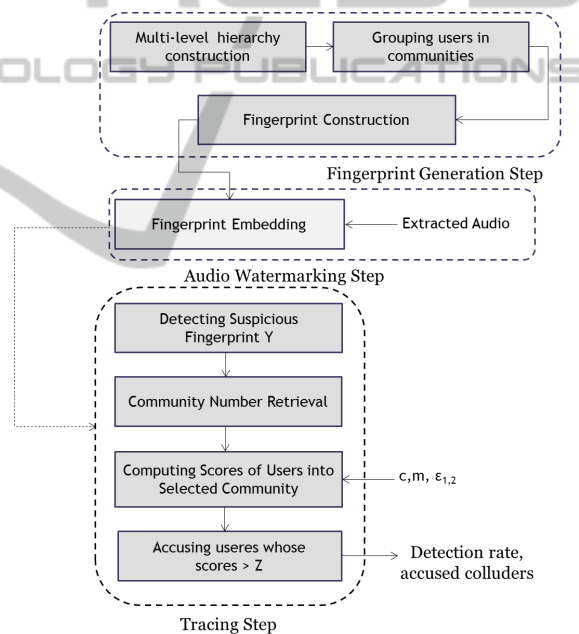 Multi-level hierarchy
construction
Grouping users in
communities
OLOGY PUBLICATIONS
Fingerprint Construction
Fingerprint Generation Step
Fingerprint Embedding
Extracted Audio
Audio Watermarking Step
Detecting Suspicious
Fingerprint Y
Community Number Retrieval
Computing Scores of Users into
Selected Community
c,m, ε1,2
Accusing useres whose
scores > Z
Detection rate,
accused colluders
Tracing Step